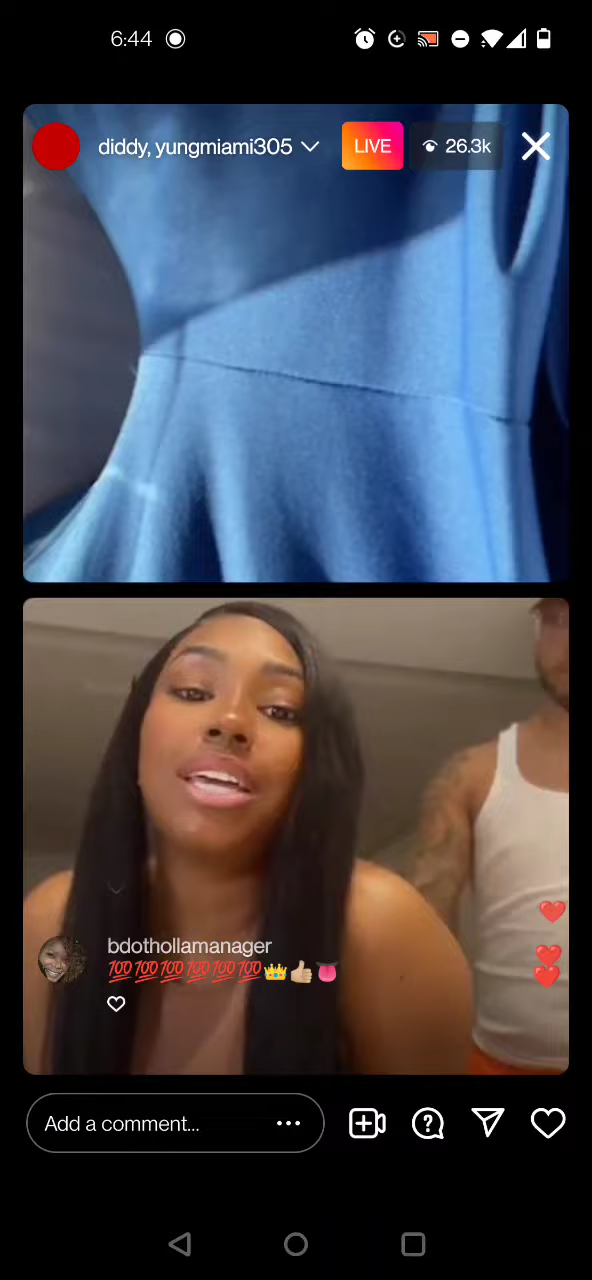 6:44
diddy, yungmiami305 LIVE 26.3k
bdothollamanager
💯💯💯💯💯💯👑👍🏼👅
Add a comment...